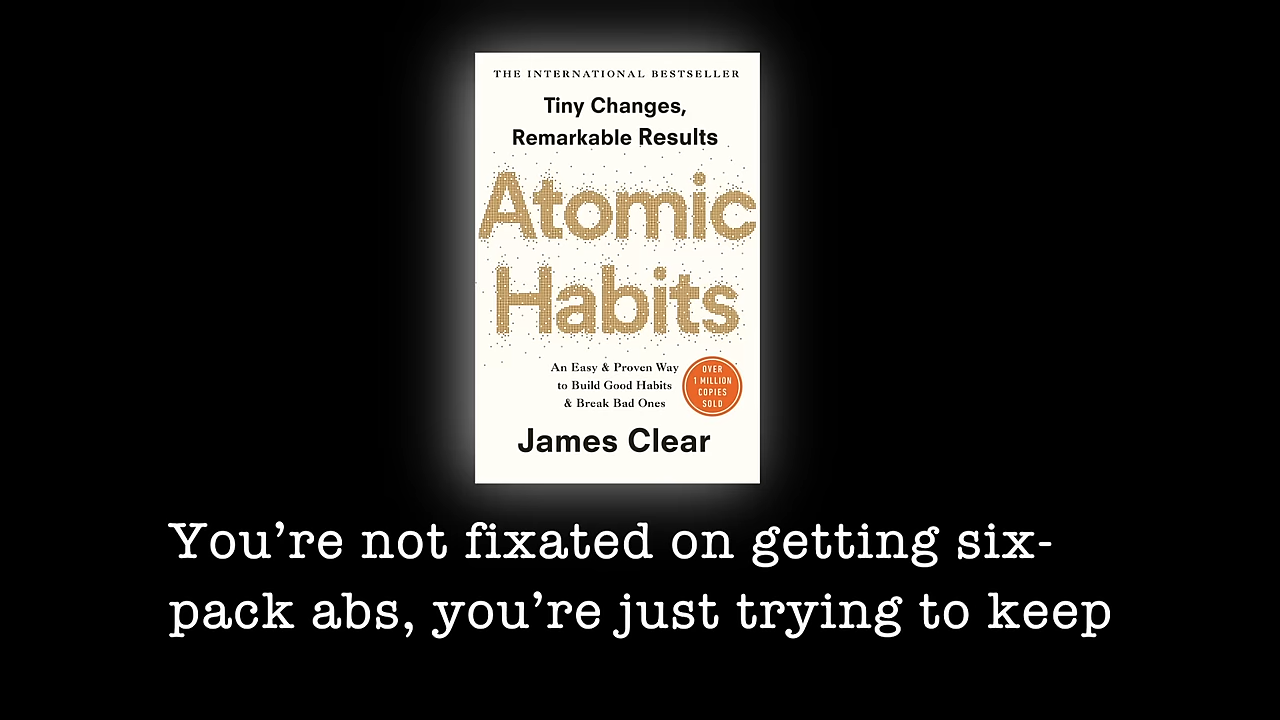 THE INTERNATIONAL BESTSELLER
Tiny Changes,
Remarkable Results
Atomic
Habits
An Easy & Proven Way
to Build Good Habits
& Break Bad Ones
OVER
1 MILLION
COPIES
SOLD
James Clear
You’re not fixated on getting six-
pack abs, you’re just trying to keep